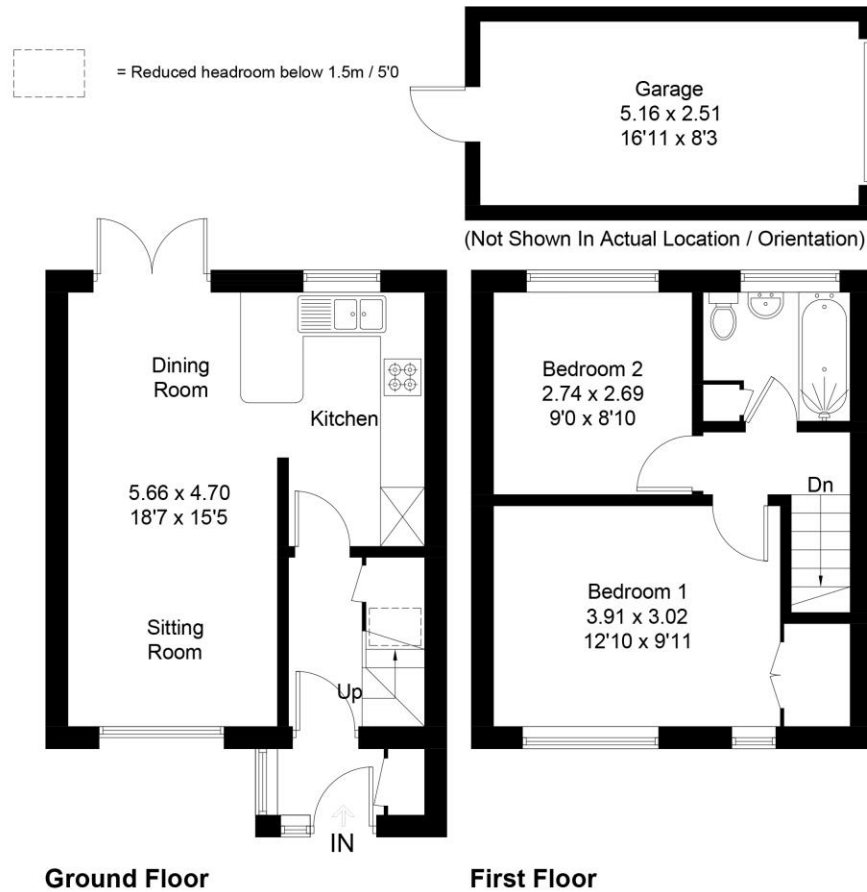 = Reduced headroom below 1.5m / 5'0
Garage
5.16 x 2.51
16'11 x 8'3
(Not Shown In Actual Location / Orientation)
Dining
Room
Kitchen
5.66 x 4.70
18'7 x 15'5
Sitting
Room
Up
IN
Ground Floor
Bedroom 2
2.74 x 2.69
9'0 x 8'10
Dn
Bedroom 1
3.91 x 3.02
12'10 x 9'11
First Floor